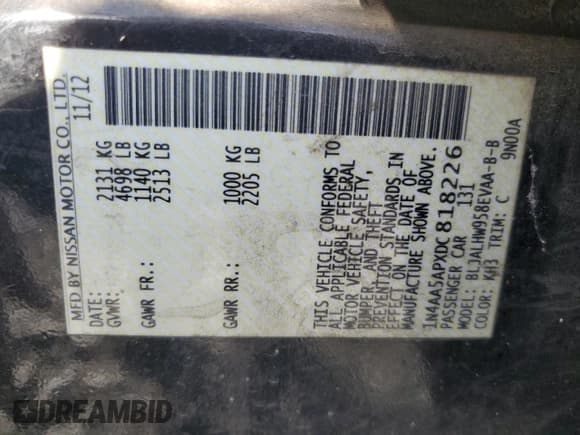 MFD BY NISSAN MOTOR CO., LTD.
11/12
GVWR: 2131 KG
4698 LB
GAWR FR.: 1140 KG
2513 LB
GAWR RR.: 1000 KG
2205 LB
THIS VEHICLE CONFORMS TO
ALL APPLICABLE FEDERAL
MOTOR VEHICLE SAFETY,
BUMPER, AND THEFT
PREVENTION STANDARDS IN
EFFECT ON THE DATE OF
MANUFACTURE SHOWN ABOVE.
1N4AA5APXDC818226
PASSENGER CAR 131
MODEL: BLJALHW958EVAA-B-B
COLOR: KH3 TRIM: C 9N00A
DREAMBID